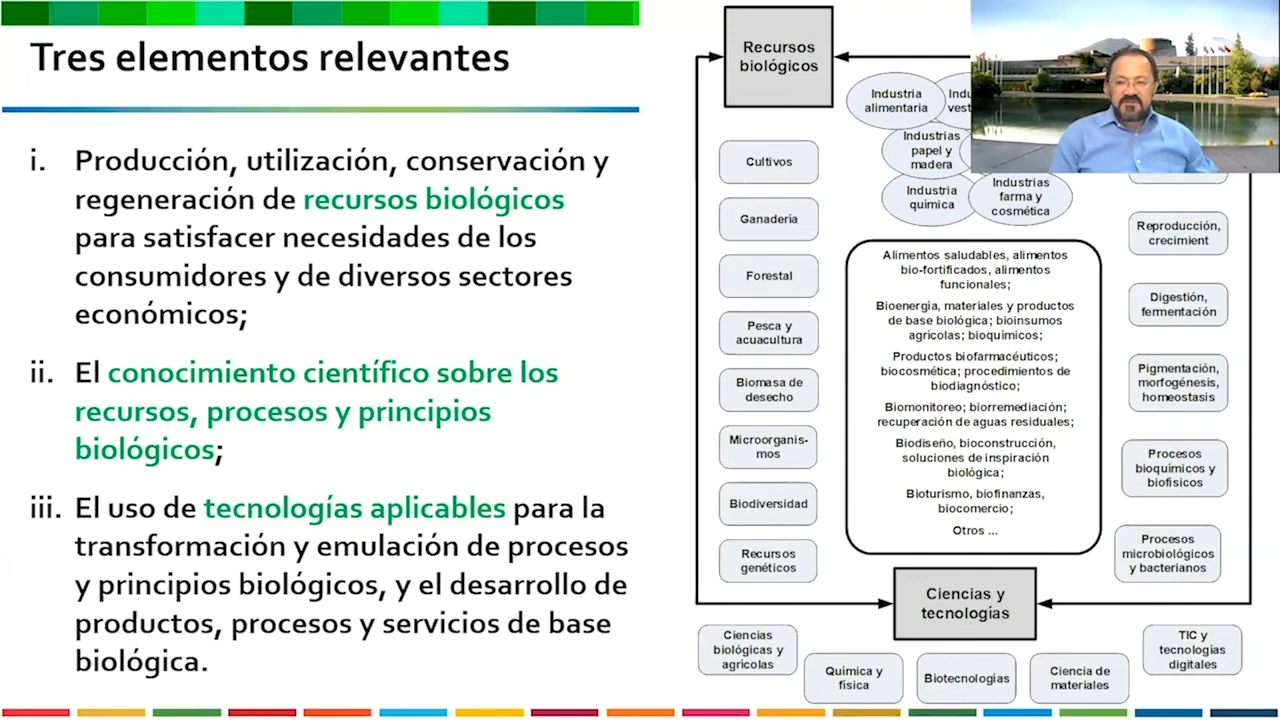 Tres elementos relevantes
i. Producción, utilización, conservación y
regeneración de recursos biológicos
para satisfacer necesidades de los
consumidores y de diversos sectores
económicos;
ii. El conocimiento científico sobre los
recursos, procesos y principios
biológicos;
iii. El uso de tecnologías aplicables para la
transformación y emulación de procesos
y principios biológicos, y el desarrollo de
productos, procesos y servicios de base
biológica.
Recursos
biológicos
Industria
alimentaria
Industrias
papel y
madera
Industria
química
Industrias
farma y
cosmética
Cultivos
Ganaderia
Forestal
Pesca y
acuacultura
Biomasa de
desecho
Microorganis-
mos
Biodiversidad
Recursos
genéticos
Alimentos saludables, alimentos
bio-fortificados, alimentos
funcionales;
Bioenergía, materiales y productos
de base biológica; bioinsumos
agrícolas; bioquímicos;
Productos biofarmacéuticos;
biocosmética; procedimientos de
biodiagnóstico;
Biomonitoreo; biorremediación;
recuperación de aguas residuales;
Biodiseño, bioconstrucción,
soluciones de inspiración
biológica;
Bioturismo, biofinanzas,
biocomercio;
Otros ...
Reproducción,
crecimient
Digestión,
fermentación
Pigmentación,
morfogénesis,
homeostasis
Procesos
bioquímicos y
biofísicos
Procesos
microbiológicos
y bacterianos
Ciencias y
tecnologías
Ciencias
biológicas y
agrícolas
Química y
física
Biotecnologías
Ciencia de
materiales
TIC y
tecnologías
digitales